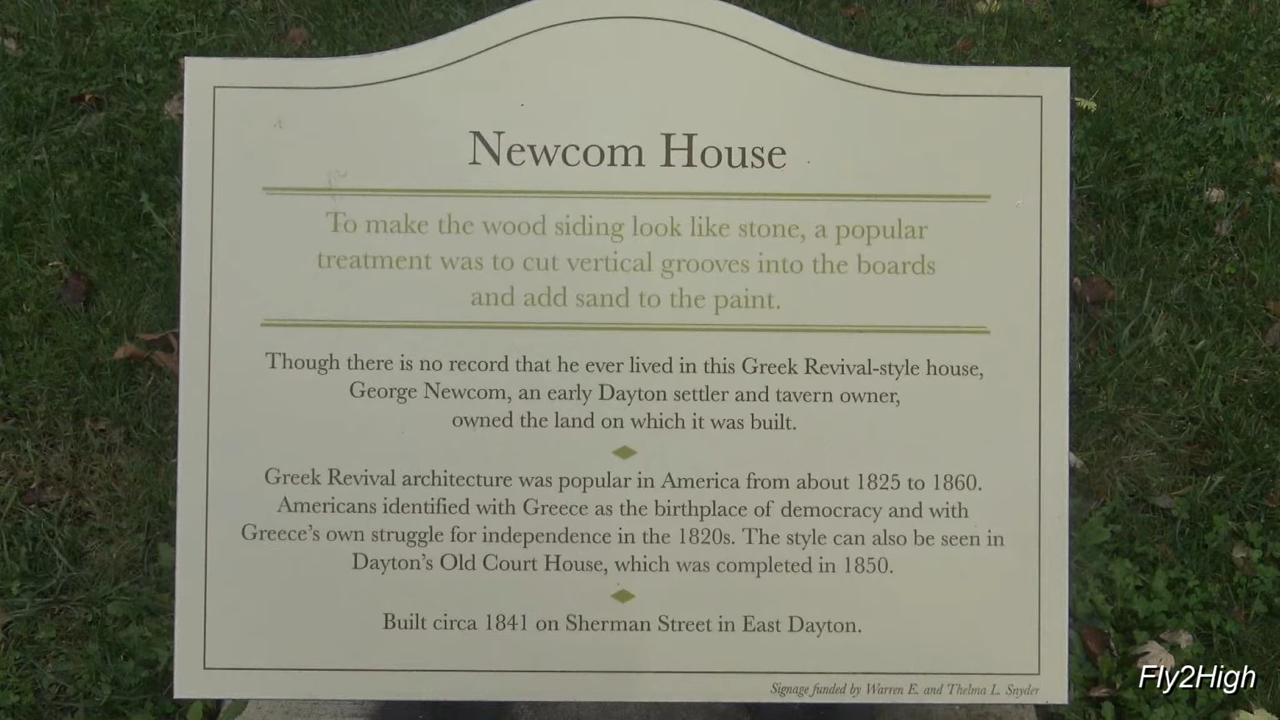 Newcom House
To make the wood siding look like stone, a popular
treatment was to cut vertical grooves into the boards
and add sand to the paint.
Though there is no record that he ever lived in this Greek Revival-style house,
George Newcom, an early Dayton settler and tavern owner,
owned the land on which it was built.
Greek Revival architecture was popular in America from about 1825 to 1860.
Americans identified with Greece as the birthplace of democracy and with
Greece's own struggle for independence in the 1820s. The style can also be seen in
Dayton's Old Court House, which was completed in 1850.
Built circa 1841 on Sherman Street in East Dayton.
Signage funded by Warren E. and Thelma L. Snyder
Fly2High